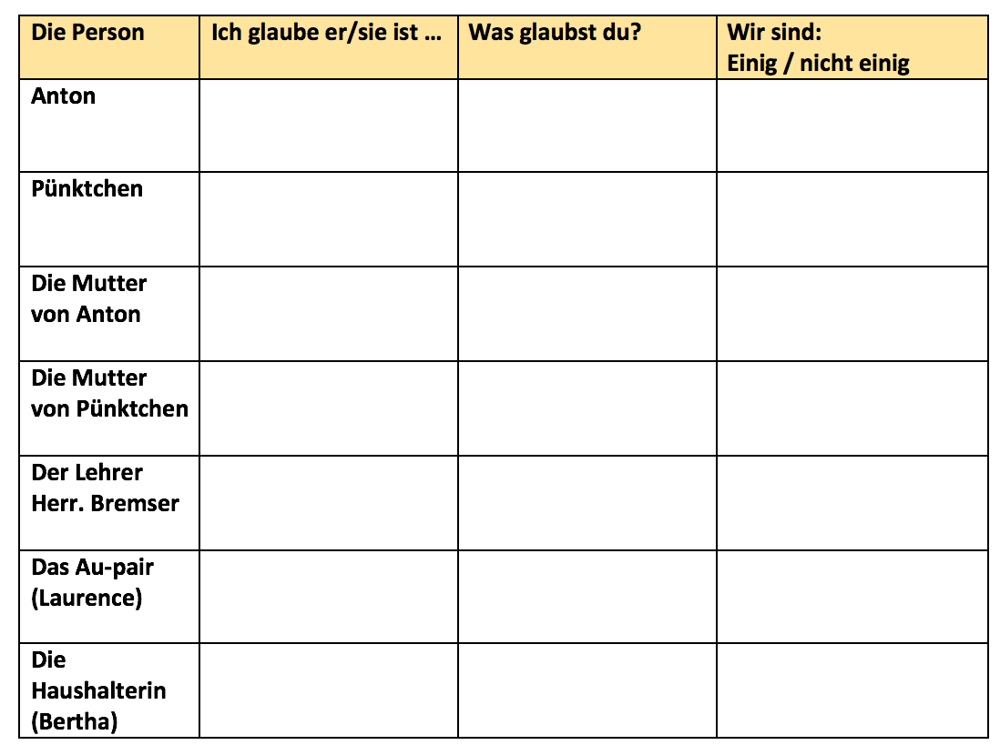 Die Person
Ich glaube er/sie ist …
Was glaubst du?
Wir sind:
Einig / nicht einig
Anton
Pünktchen
Die Mutter
von Anton
Die Mutter
von Pünktchen
Der Lehrer
Herr. Bremser
Das Au-pair
(Laurence)
Die
Haushalterin
(Bertha)